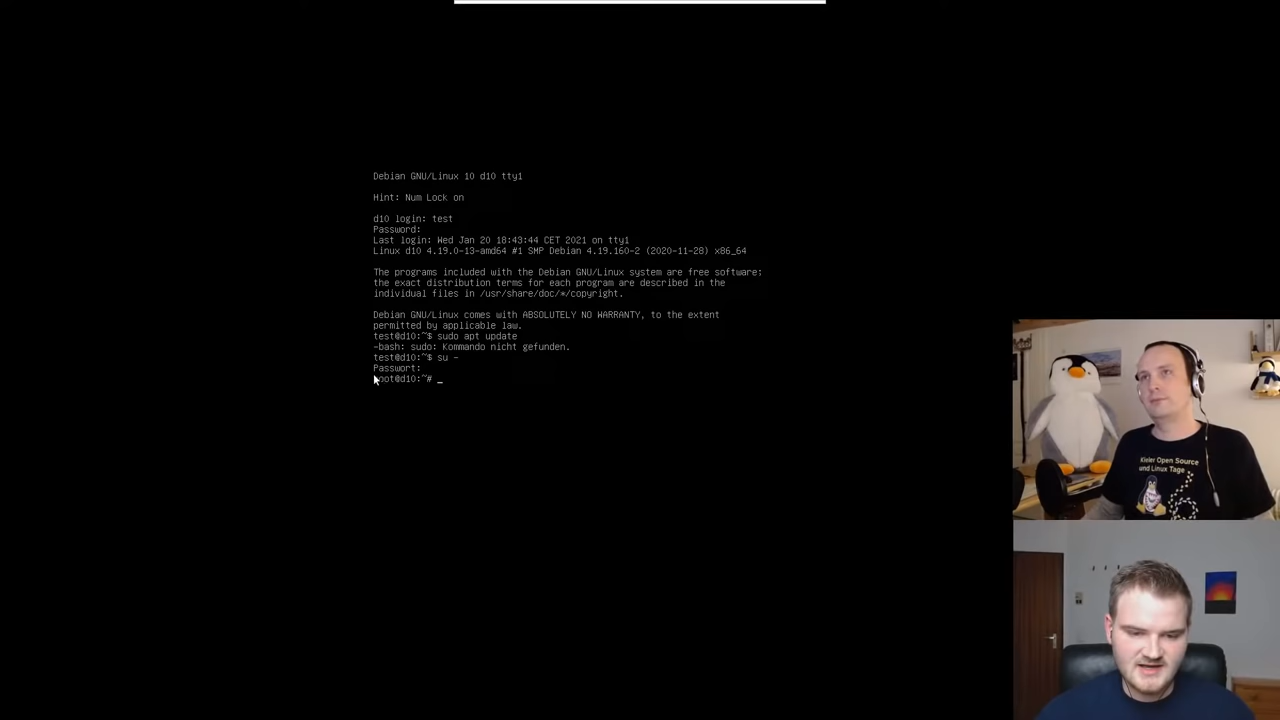 Debian GNU/Linux 10 d10 tty1
Hint: Num Lock on
d10 login: test
Password:
Last login: Wed Jan 20 18:43:44 CET 2021 on tty1
Linux d10 4.19.0-13-amd64 #1 SMP Debian 4.19.160-2 (2020-11-28) x86_64
The programs included with the Debian GNU/Linux system are free software;
the exact distribution terms for each program are described in the
individual files in /usr/share/doc/*/copyright.
Debian GNU/Linux comes with ABSOLUTELY NO WARRANTY, to the extent
permitted by applicable law.
test@d10:~$ sudo apt update
-bash: sudo: Kommando nicht gefunden.
test@d10:~$ su -
Passwort:
root@d10:~# _
Kieler Open Source
und Linux Tage